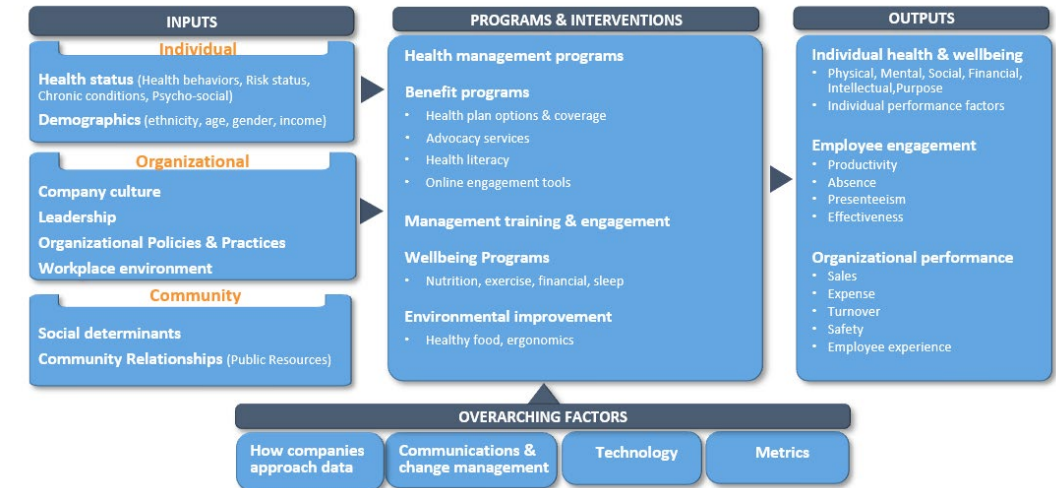 INPUTS
Individual
Health status (Health behaviors, Risk status,
Chronic conditions, Psycho-social)
Demographics (ethnicity, age, gender, income)
Organizational
Company culture
Leadership
Organizational Policies & Practices
Workplace environment
Community
Social determinants
Community Relationships (Public Resources)
PROGRAMS & INTERVENTIONS
Health management programs
Benefit programs
• Health plan options & coverage
• Advocacy services
• Health literacy
• Online engagement tools
Management training & engagement
Wellbeing Programs
• Nutrition, exercise, financial, sleep
Environmental improvement
• Healthy food, ergonomics
OUTPUTS
Individual health & wellbeing
• Physical, Mental, Social, Financial,
Intellectual,Purpose
• Individual performance factors
Employee engagement
• Productivity
• Absence
• Presenteeism
• Effectiveness
Organizational performance
• Sales
• Expense
• Turnover
• Safety
• Employee experience
OVERARCHING FACTORS
How companies
approach data
Communications &
change management
Technology
Metrics